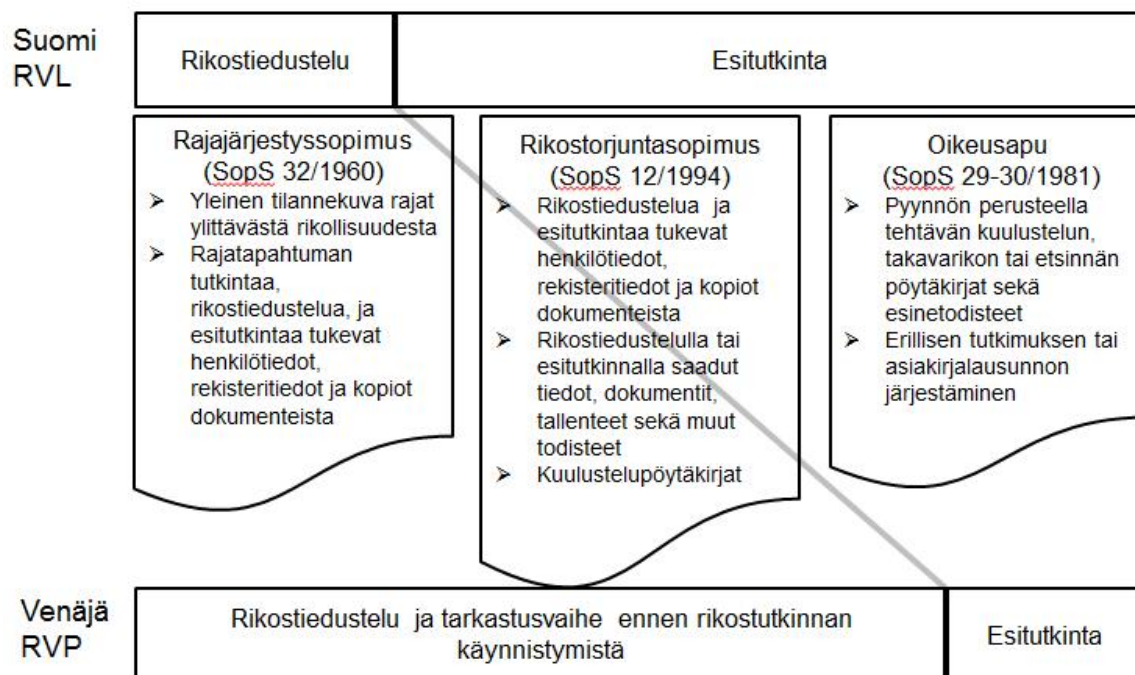 Suomi
RVL
Rikostiedustelu
Esitutkinta
Rajajärjestyssopimus
(SopS 32/1960)
➢ Yleinen tilannekuva rajat
ylittävästä rikollisuudesta
➢ Rajatapahtuman
tutkintaa,
rikostiedustelua, ja
esitutkintaa tukevat
henkilötiedot,
rekisteritiedot ja kopiot
dokumenteista
Rikostorjuntasopimus
(SopS 12/1994)
➢ Rikostiedustelua ja
esitutkintaa tukevat
henkilötiedot,
rekisteritiedot ja kopiot
dokumenteista
➢ Rikostiedustelulla tai
esitutkinnalla saadut
tiedot, dokumentit,
tallenteet sekä muut
todisteet
➢ Kuulustelupöytäkirjat
Oikeusapu
(SopS 29-30/1981)
➢ Pyynnön perusteella
tehtävän kuulustelun,
takavarikon tai etsinnän
pöytäkirjat sekä
esinetodisteet
➢ Erillisen tutkimuksen tai
asiakirjalausunnon
järjestäminen
Venäjä
RVP
Rikostiedustelu ja tarkastusvaihe ennen rikostutkinnan
käynnistymistä
Esitutkinta